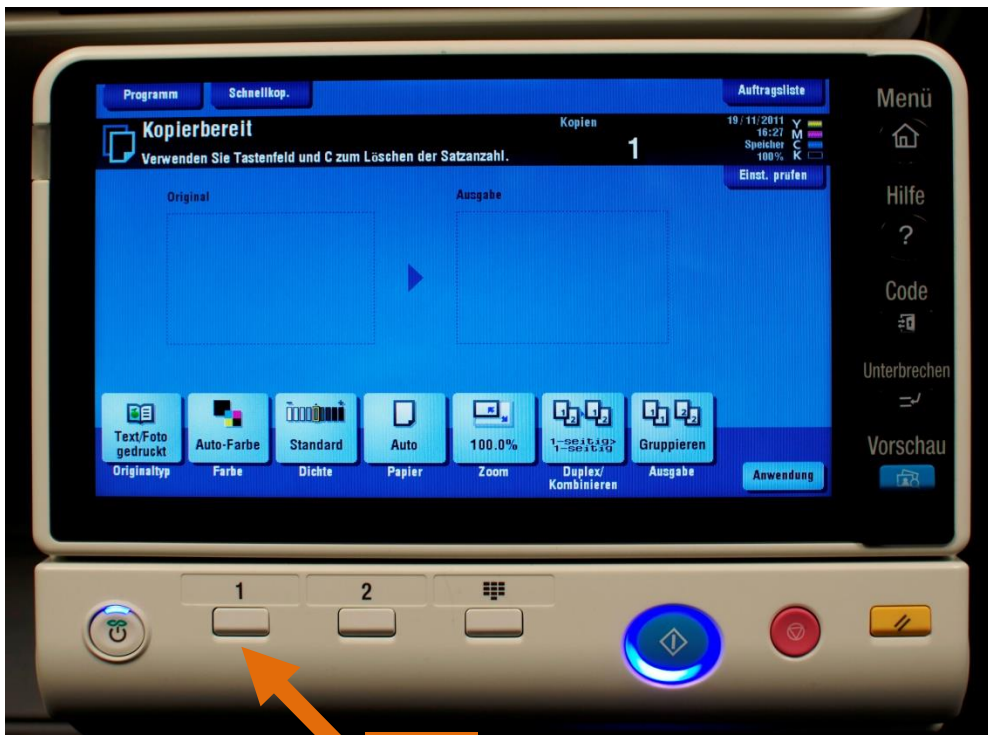 Programm
Schnellkop.
Auftragsliste
Kopierbereit
Verwenden Sie Tastenfeld und C zum Löschen der Satzanzahl.
Kopien
1
19/11/2011
16:27
Speicher
100%
Y
M
C
K
Einst. prufen
Original
Ausgabe
Text/Foto
gedruckt
Originaltyp
Auto-Farbe
Farbe
Standard
Dichte
Auto
Papier
100.0%
Zoom
1-seitig>
1-seitig
Duplex/
Kombinieren
Gruppieren
Ausgabe
Anwendung
Menü
Hilfe
?
Code
Unterbrechen
Vorschau
1
2